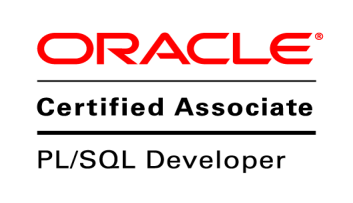 ORACLE®
Certified Associate
PL/SQL Developer